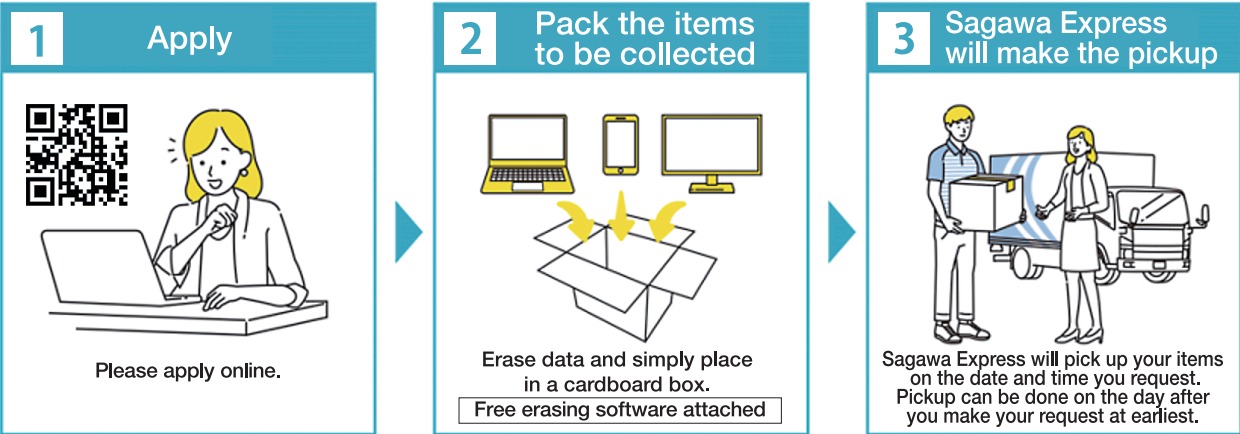 1
Apply
Please apply online.
2
Pack the items
to be collected
Erase data and simply place
in a cardboard box.
Free erasing software attached
3
Sagawa Express
will make the pickup
Sagawa Express will pick up your items
on the date and time you request.
Pickup can be done on the day after
you make your request at earliest.